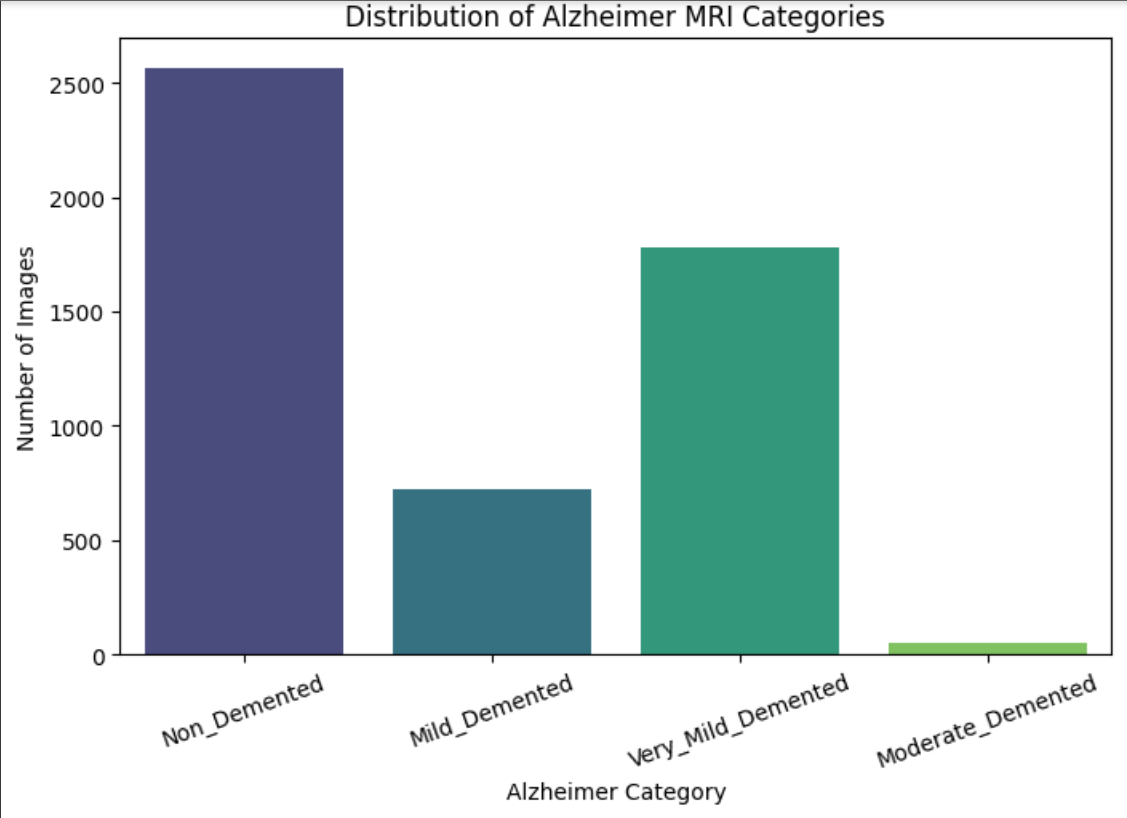 Distribution of Alzheimer MRI Categories
2500
2000
1500
1000
500
0
Number of Images
Non_Demented
Mild_Demented
Very_Mild_Demented
Moderate_Demented
Alzheimer Category